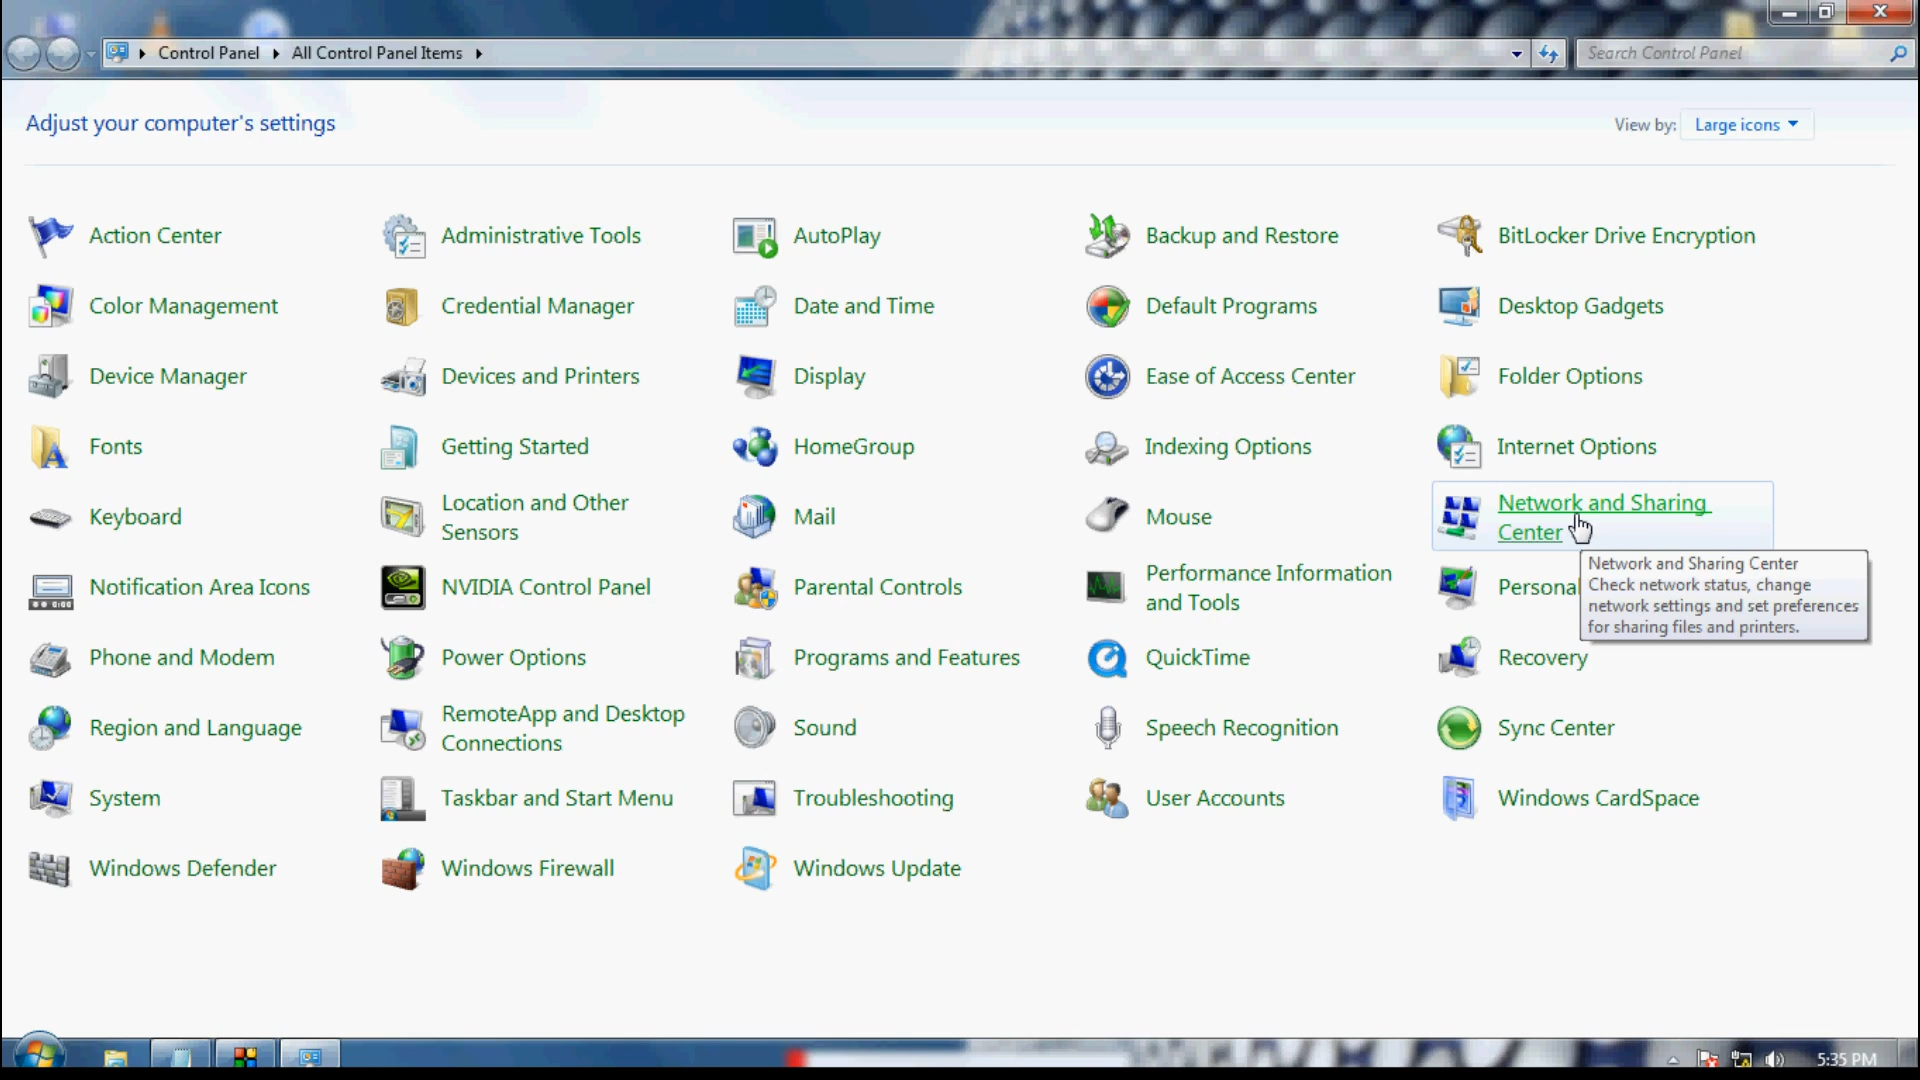 Control Panel
All Control Panel Items
Search Control Panel
Adjust your computer's settings
View by:
Large icons
Action Center
Administrative Tools
AutoPlay
Backup and Restore
BitLocker Drive Encryption
Color Management
Credential Manager
Date and Time
Default Programs
Desktop Gadgets
Device Manager
Devices and Printers
Display
Ease of Access Center
Folder Options
Fonts
Getting Started
HomeGroup
Indexing Options
Internet Options
Keyboard
Location and Other
Sensors
Mail
Mouse
Network and Sharing
Center
Notification Area Icons
NVIDIA Control Panel
Parental Controls
Performance Information
and Tools
Personal
Network and Sharing Center
Check network status, change
network settings and set preferences
for sharing files and printers.
Phone and Modem
Power Options
Programs and Features
QuickTime
Recovery
Region and Language
RemoteApp and Desktop
Connections
Sound
Speech Recognition
Sync Center
System
Taskbar and Start Menu
Troubleshooting
User Accounts
Windows CardSpace
Windows Defender
Windows Firewall
Windows Update
5:35 PM